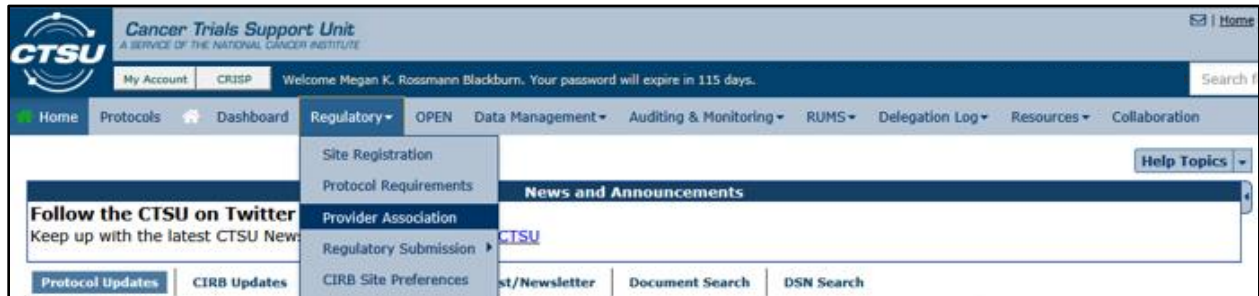 CTSU
Cancer Trials Support Unit
A SERVICE OF THE NATIONAL CANCER INSTITUTE
| Home
My Account CRISP Welcome Megan K. Rossmann Blackburn. Your password will expire in 115 days.
Search f
Home Protocols Dashboard Regulatory OPEN Data Management Auditing & Monitoring RUMS Delegation Log Resources Collaboration
Site Registration
Help Topics
Protocol Requirements
News and Announcements
Follow the CTSU on Twitter
Provider Association
Keep up with the latest CTSU New
CTSU
Regulatory Submission
Protocol Updates CIRB Updates CIRB Site Preferences st/Newsletter Document Search DSN Search